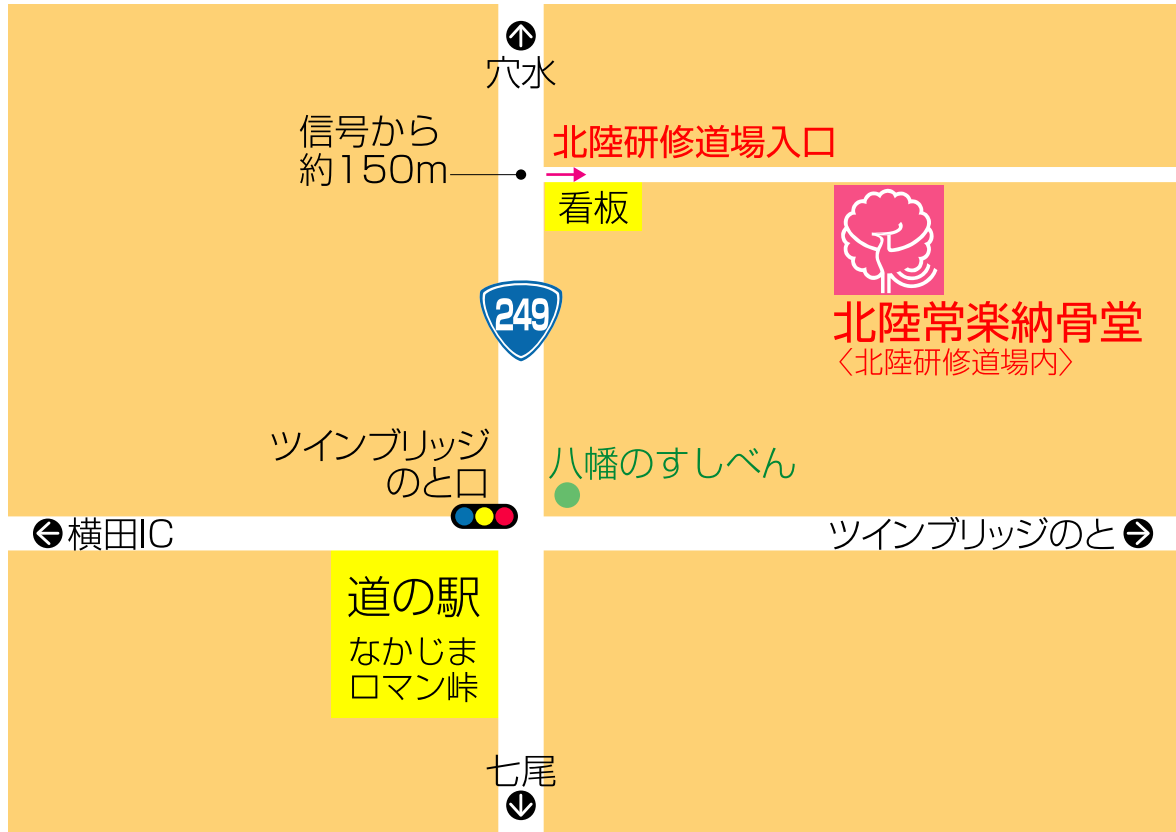 穴水
信号から
約150m
北陸研修道場入口
看板
249
北陸常楽納骨堂
〈北陸研修道場内〉
ツインブリッジ
のと口
八幡のすしべん
横田IC
ツインブリッジのと
道の駅
なかじま
ロマン峠
七尾